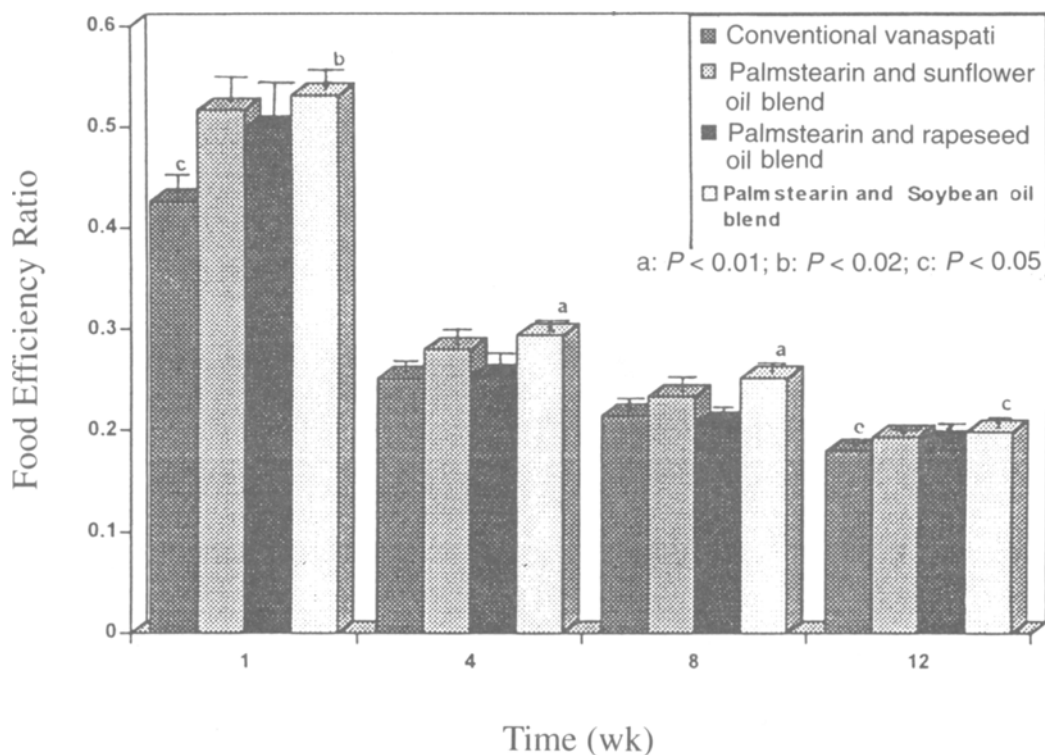 0.6
0.5
0.4
0.3
0.2
0.1
0
Food Efficiency Ratio
Conventional vanaspati
Palmstearin and sunflower
oil blend
Palmstearin and rapeseed
oil blend
Palmstearin and Soybean oil
blend
a: P < 0.01; b: P < 0.02; c: P < 0.05
c
b
a
a
c
c
1 4 8 12
Time (wk)